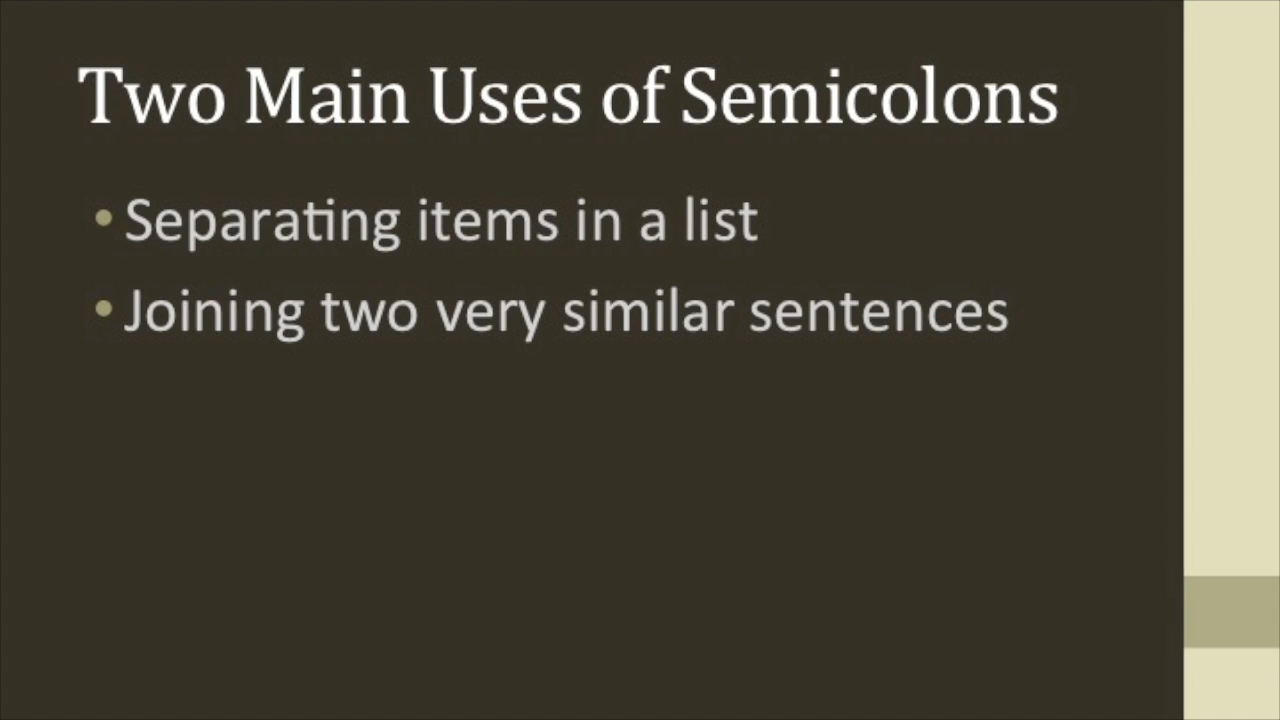 Two Main Uses of Semicolons
• Separating items in a list
• Joining two very similar sentences